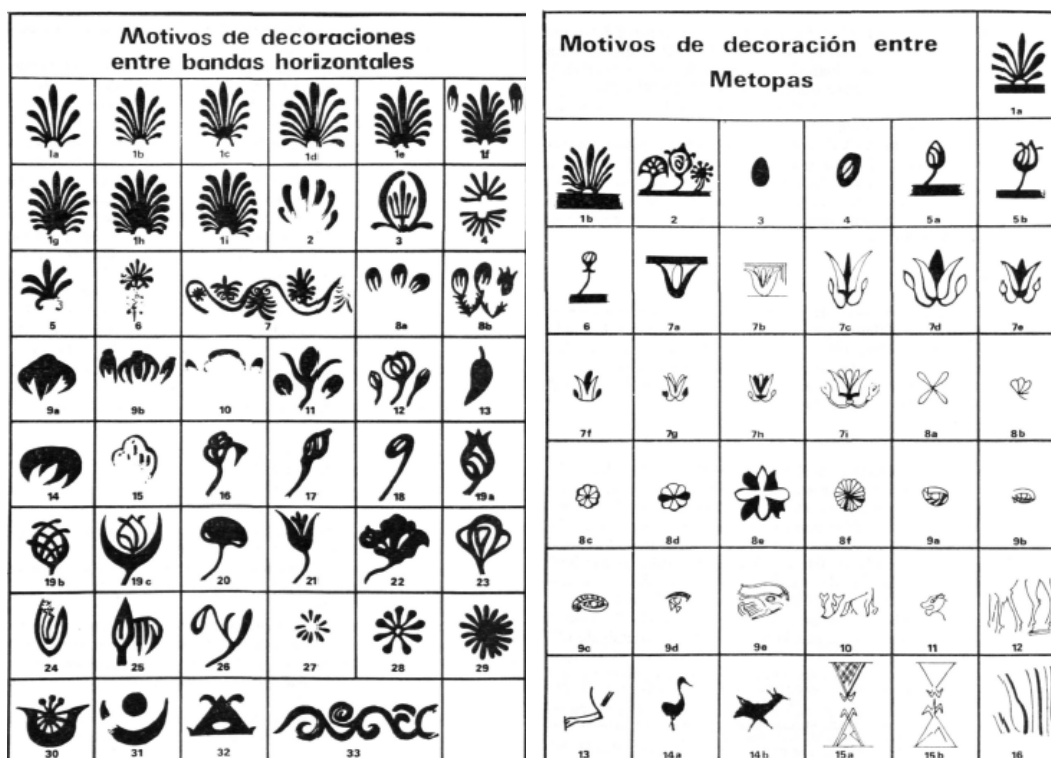 Motivos de decoraciones
entre bandas horizontales
1a 1b 1c 1d 1e 1f
1g 1h 1i 2 3 4
5 6 7 8a 8b
9a 9b 10 11 12 13
14 15 16 17 18 19a
19b 19c 20 21 22 23
24 25 26 27 28 29
30 31 32 33
Motivos de decoración entre
Metopas
1a
1b 2 3 4 5a 5b
6 7a 7b 7c 7d 7e
7f 7g 7h 7i 8a 8b
8c 8d 8e 8f 9a 9b
9c 9d 9e 10 11 12
13 14a 14b 15a 15b 16